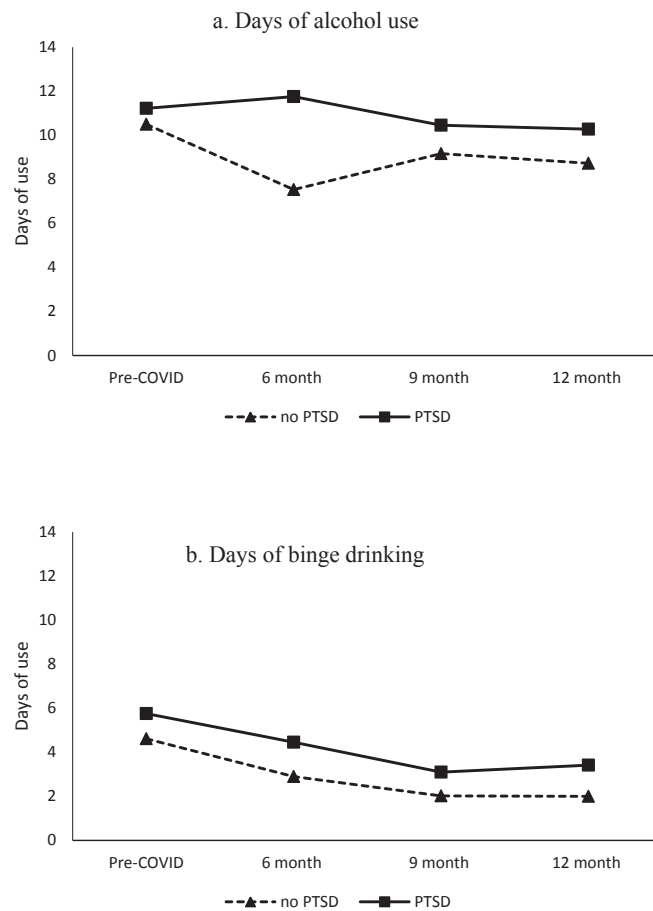 a. Days of alcohol use
14
12
10
8
6
4
2
0
Days of use
Pre-COVID 6 month 9 month 12 month
no PTSD PTSD
b. Days of binge drinking
14
12
10
8
6
4
2
0
Days of use
Pre-COVID 6 month 9 month 12 month
no PTSD PTSD